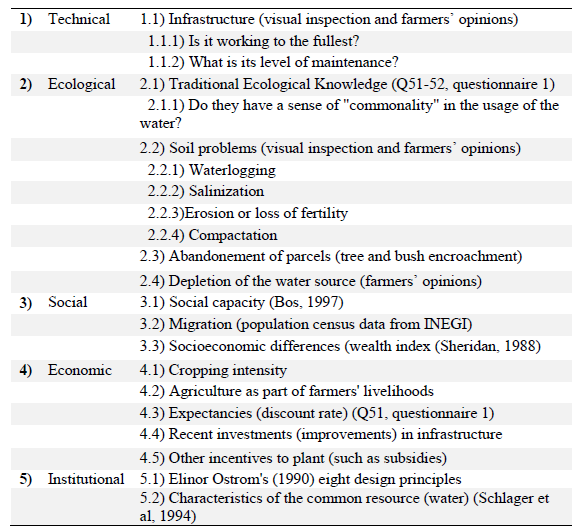 1) Technical 1.1) Infrastructure (visual inspection and farmers’ opinions)
1.1.1) Is it working to the fullest?
1.1.2) What is its level of maintenance?
2) Ecological 2.1) Traditional Ecological Knowledge (Q51-52, questionnaire 1)
2.1.1) Do they have a sense of "commonality" in the usage of the
water?
2.2) Soil problems (visual inspection and farmers’ opinions)
2.2.1) Waterlogging
2.2.2) Salinization
2.2.3)Erosion or loss of fertility
2.2.4) Compactation
2.3) Abandonement of parcels (tree and bush encroachment)
2.4) Depletion of the water source (farmers’ opinions)
3) Social 3.1) Social capacity (Bos, 1997)
3.2) Migration (population census data from INEGI)
3.3) Socioeconomic differences (wealth index (Sheridan, 1988)
4) Economic 4.1) Cropping intensity
4.2) Agriculture as part of farmers' livelihoods
4.3) Expectancies (discount rate) (Q51, questionnaire 1)
4.4) Recent investments (improvements) in infrastructure
4.5) Other incentives to plant (such as subsidies)
5) Institutional 5.1) Elinor Ostrom's (1990) eight design principles
5.2) Characteristics of the common resource (water) (Schlager et
al, 1994)